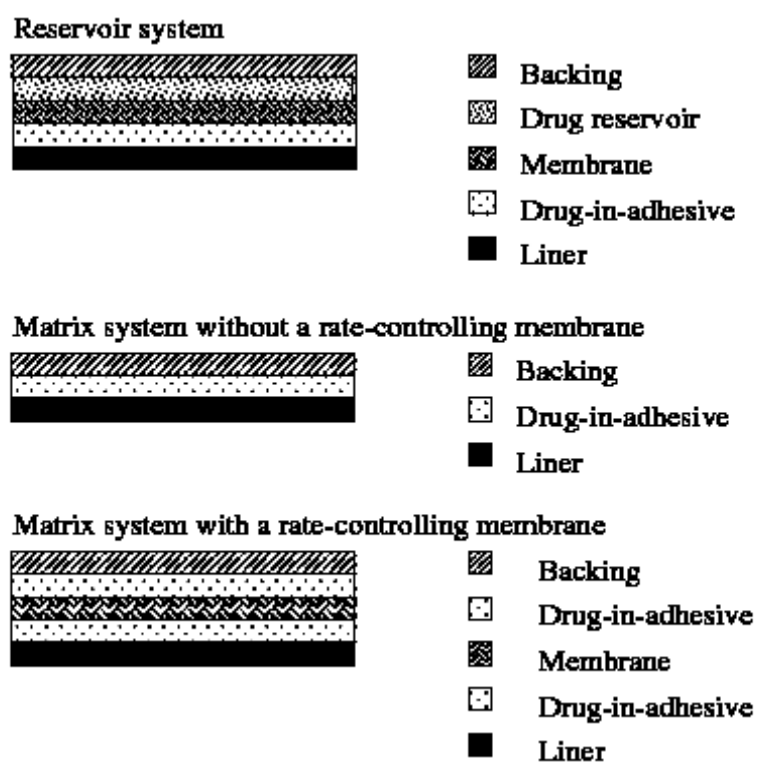 Reservoir system
Backing
Drug reservoir
Membrane
Drug-in-adhesive
Liner
Matrix system without a rate-controlling membrane
Backing
Drug-in-adhesive
Liner
Matrix system with a rate-controlling membrane
Backing
Drug-in-adhesive
Membrane
Drug-in-adhesive
Liner